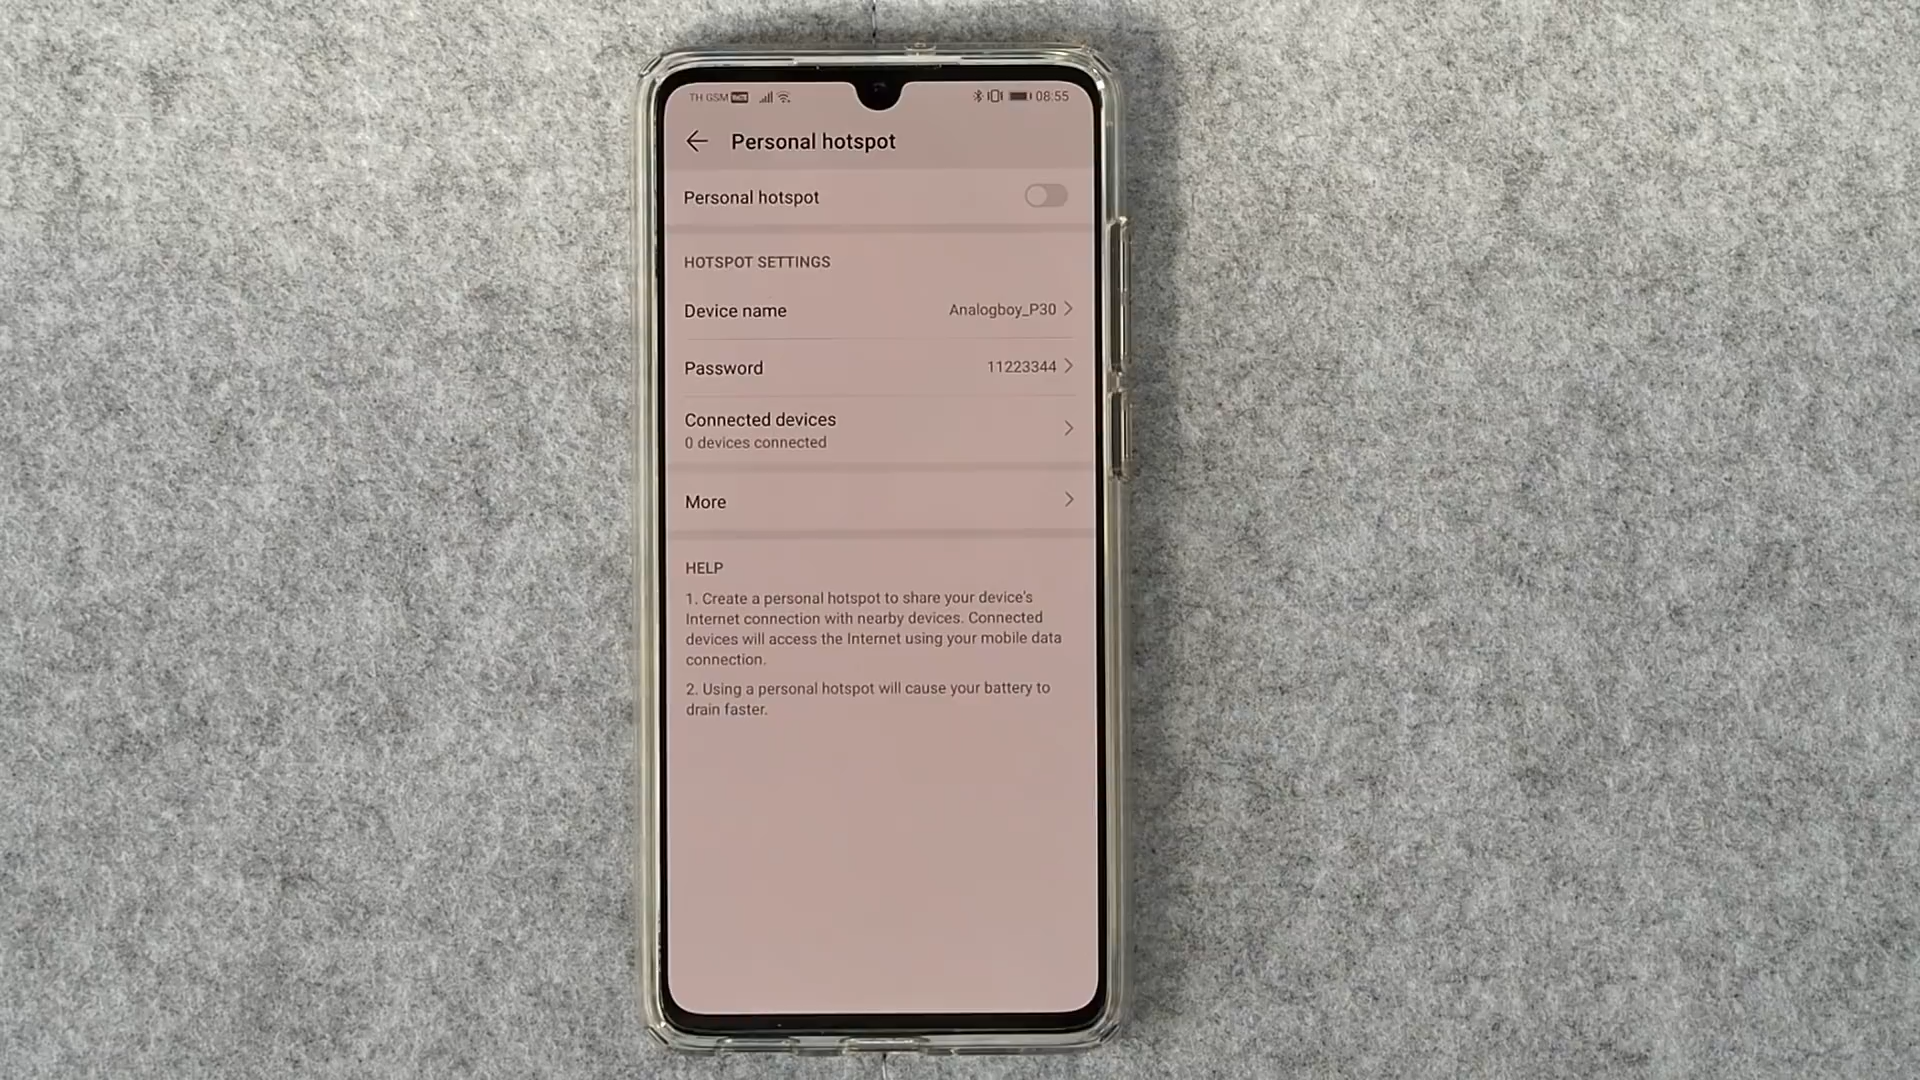 TH GSM 08:55
Personal hotspot
Personal hotspot
HOTSPOT SETTINGS
Device name Analogboy_P30
Password 11223344
Connected devices
0 devices connected
More
HELP
1. Create a personal hotspot to share your device's
Internet connection with nearby devices. Connected
devices will access the Internet using your mobile data
connection.
2. Using a personal hotspot will cause your battery to
drain faster.